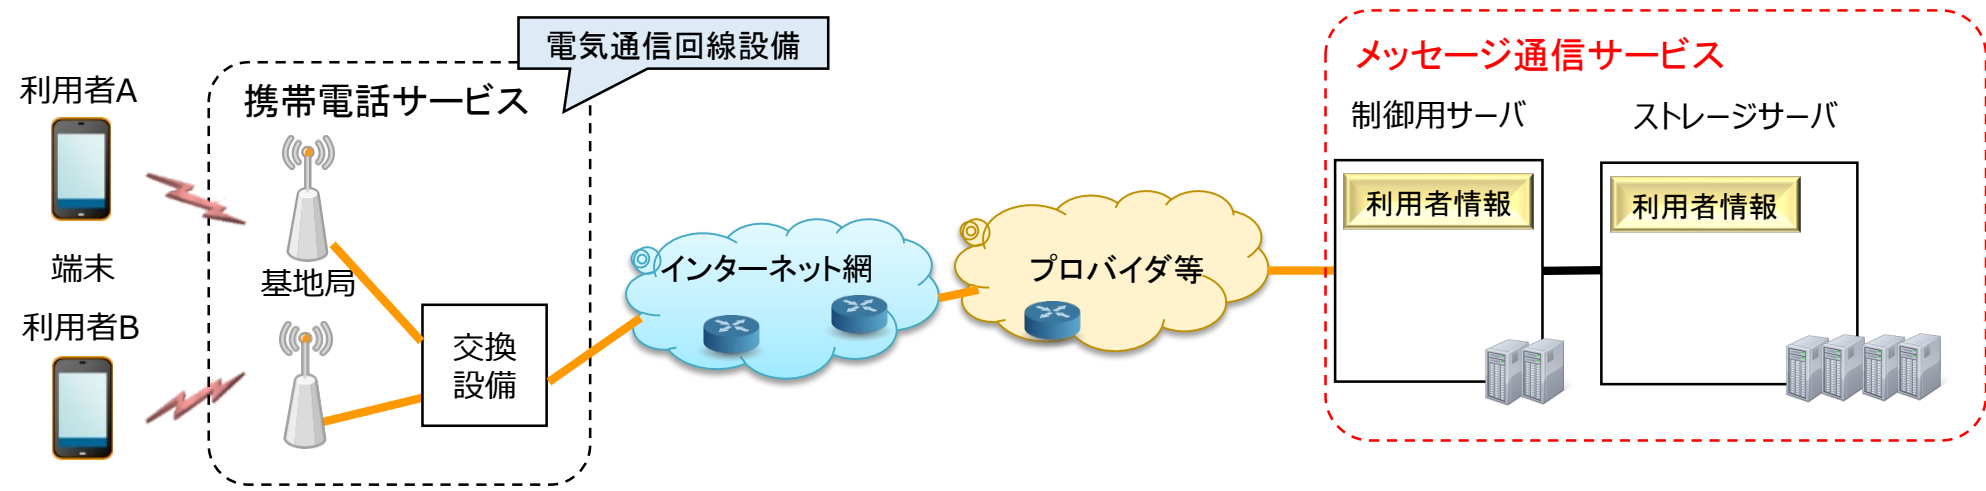 電気通信回線設備
メッセージ通信サービス
利用者A
携帯電話サービス
制御用サーバ
ストレージサーバ
利用者情報
利用者情報
端末
基地局
インターネット網
プロバイダ等
利用者B
交換
設備